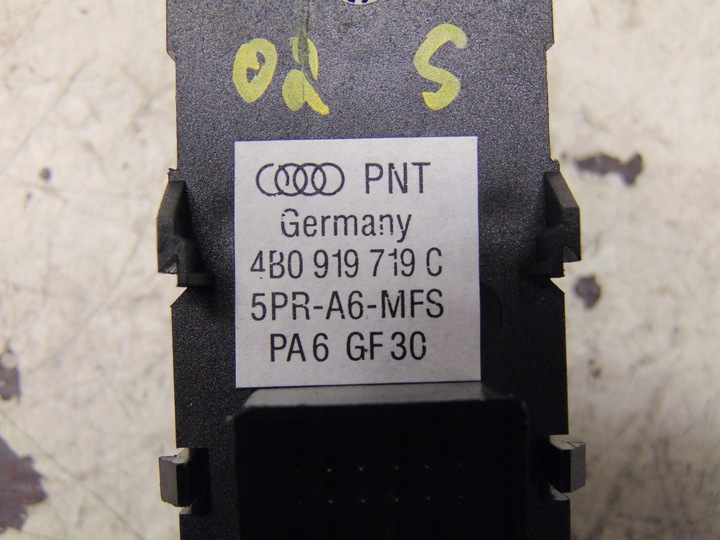 02 S
PNT
Germany
4B0 919 719 C
5PR-A6-MFS
PA6 GF30